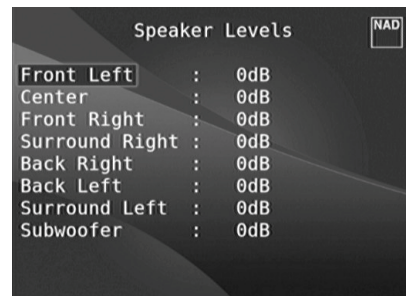 Speaker Levels
NAD
Front Left : 0dB
Center : 0dB
Front Right : 0dB
Surround Right : 0dB
Back Right : 0dB
Back Left : 0dB
Surround Left : 0dB
Subwoofer : 0dB